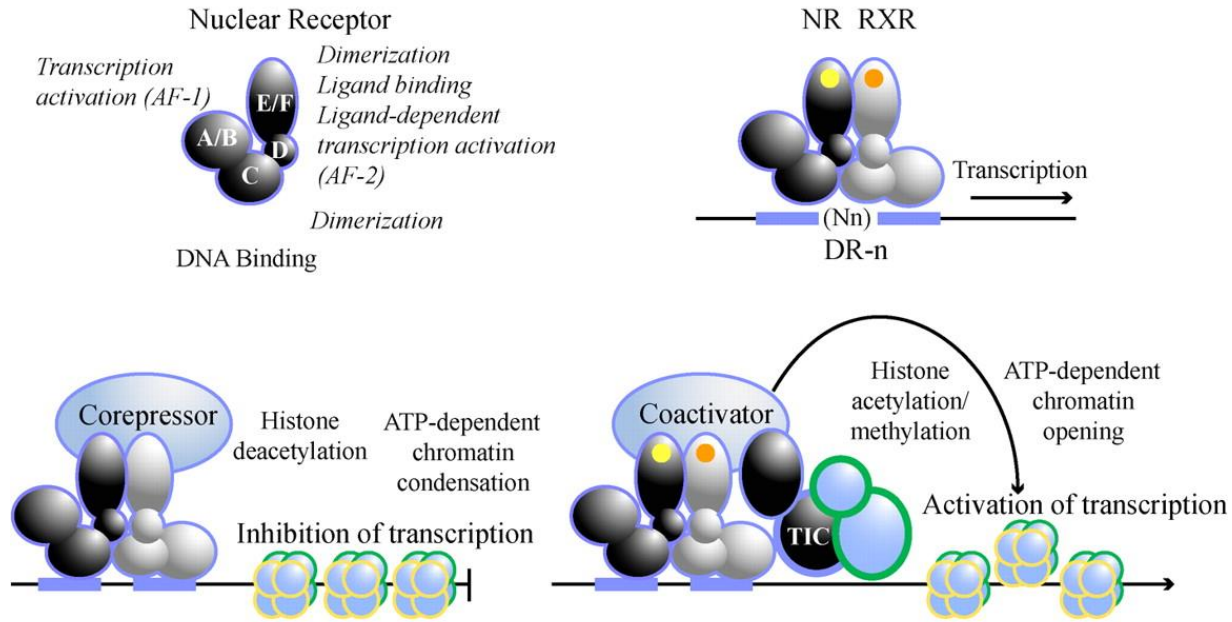 Nuclear Receptor
Transcription
activation (AF-1)
Dimerization
Ligand binding
Ligand-dependent
transcription activation
(AF-2)
E/F
A/B
D
C
Dimerization
DNA Binding
NR RXR
Transcription
(Nn)
DR-n
Corepressor
Histone
deacetylation
ATP-dependent
chromatin
condensation
Inhibition of transcription
Coactivator
Histone
acetylation/
methylation
ATP-dependent
chromatin
opening
TIC
Activation of transcription